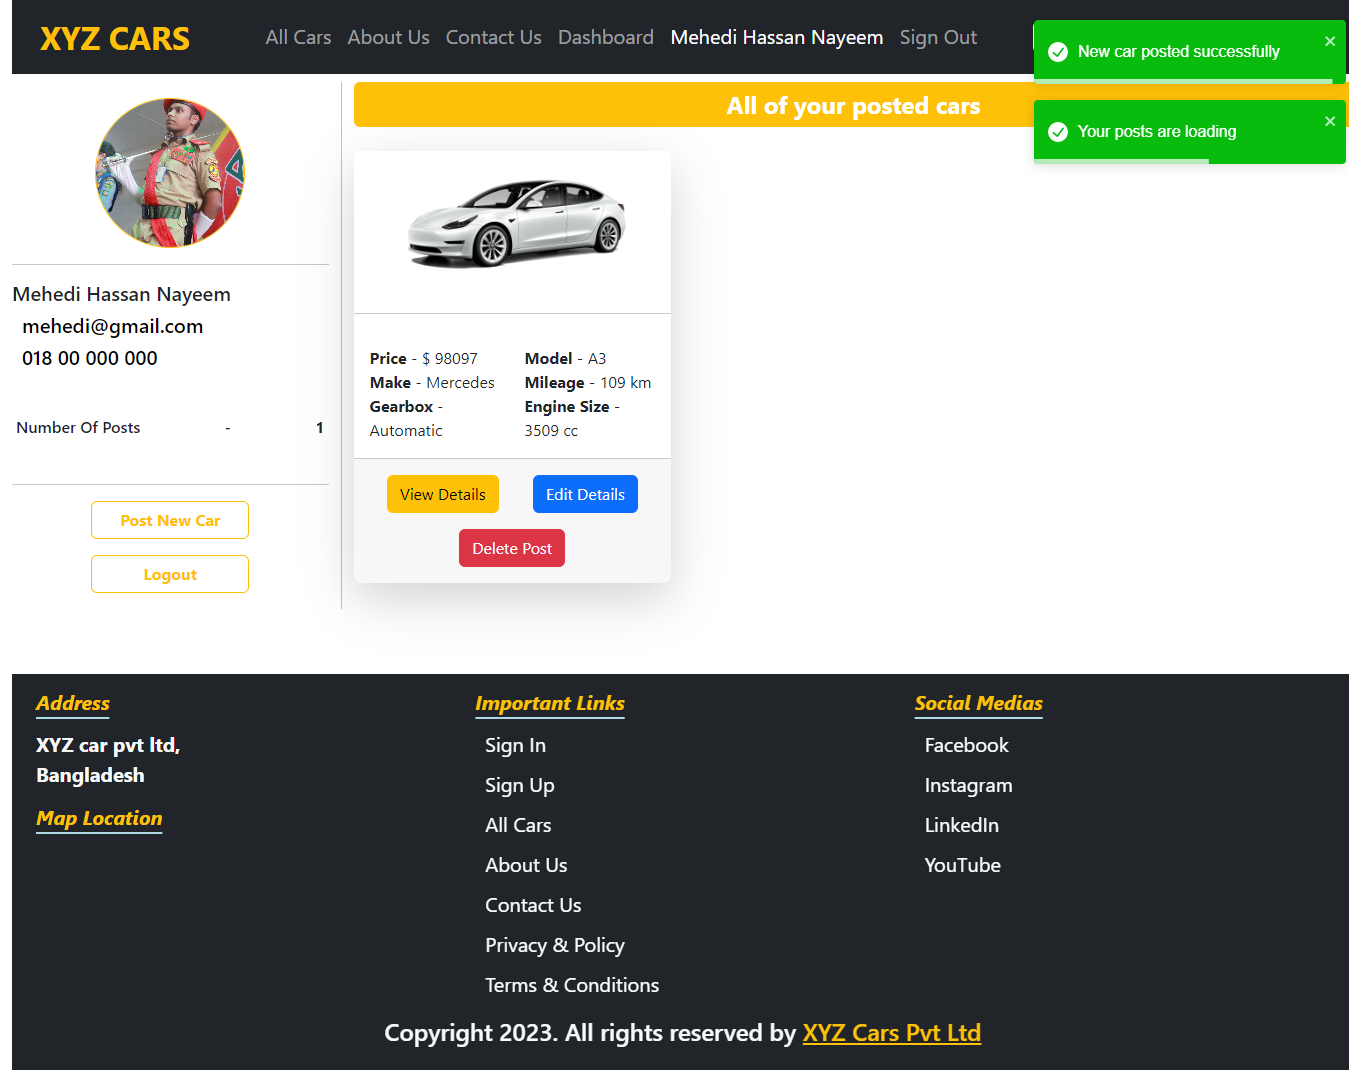 XYZ CARS
All Cars
About Us
Contact Us
Dashboard
Mehedi Hassan Nayeem
Sign Out
New car posted successfully
Your posts are loading
Mehedi Hassan Nayeem
mehedi@gmail.com
018 00 000 000
Number Of Posts - 1
Post New Car
Logout
All of your posted cars
Price - $ 98097
Make - Mercedes
Gearbox -
Automatic
Model - A3
Mileage - 109 km
Engine Size -
3509 cc
View Details
Edit Details
Delete Post
Address
XYZ car pvt ltd,
Bangladesh
Map Location
Important Links
Sign In
Sign Up
All Cars
About Us
Contact Us
Privacy & Policy
Terms & Conditions
Social Medias
Facebook
Instagram
LinkedIn
YouTube
Copyright 2023. All rights reserved by XYZ Cars Pvt Ltd